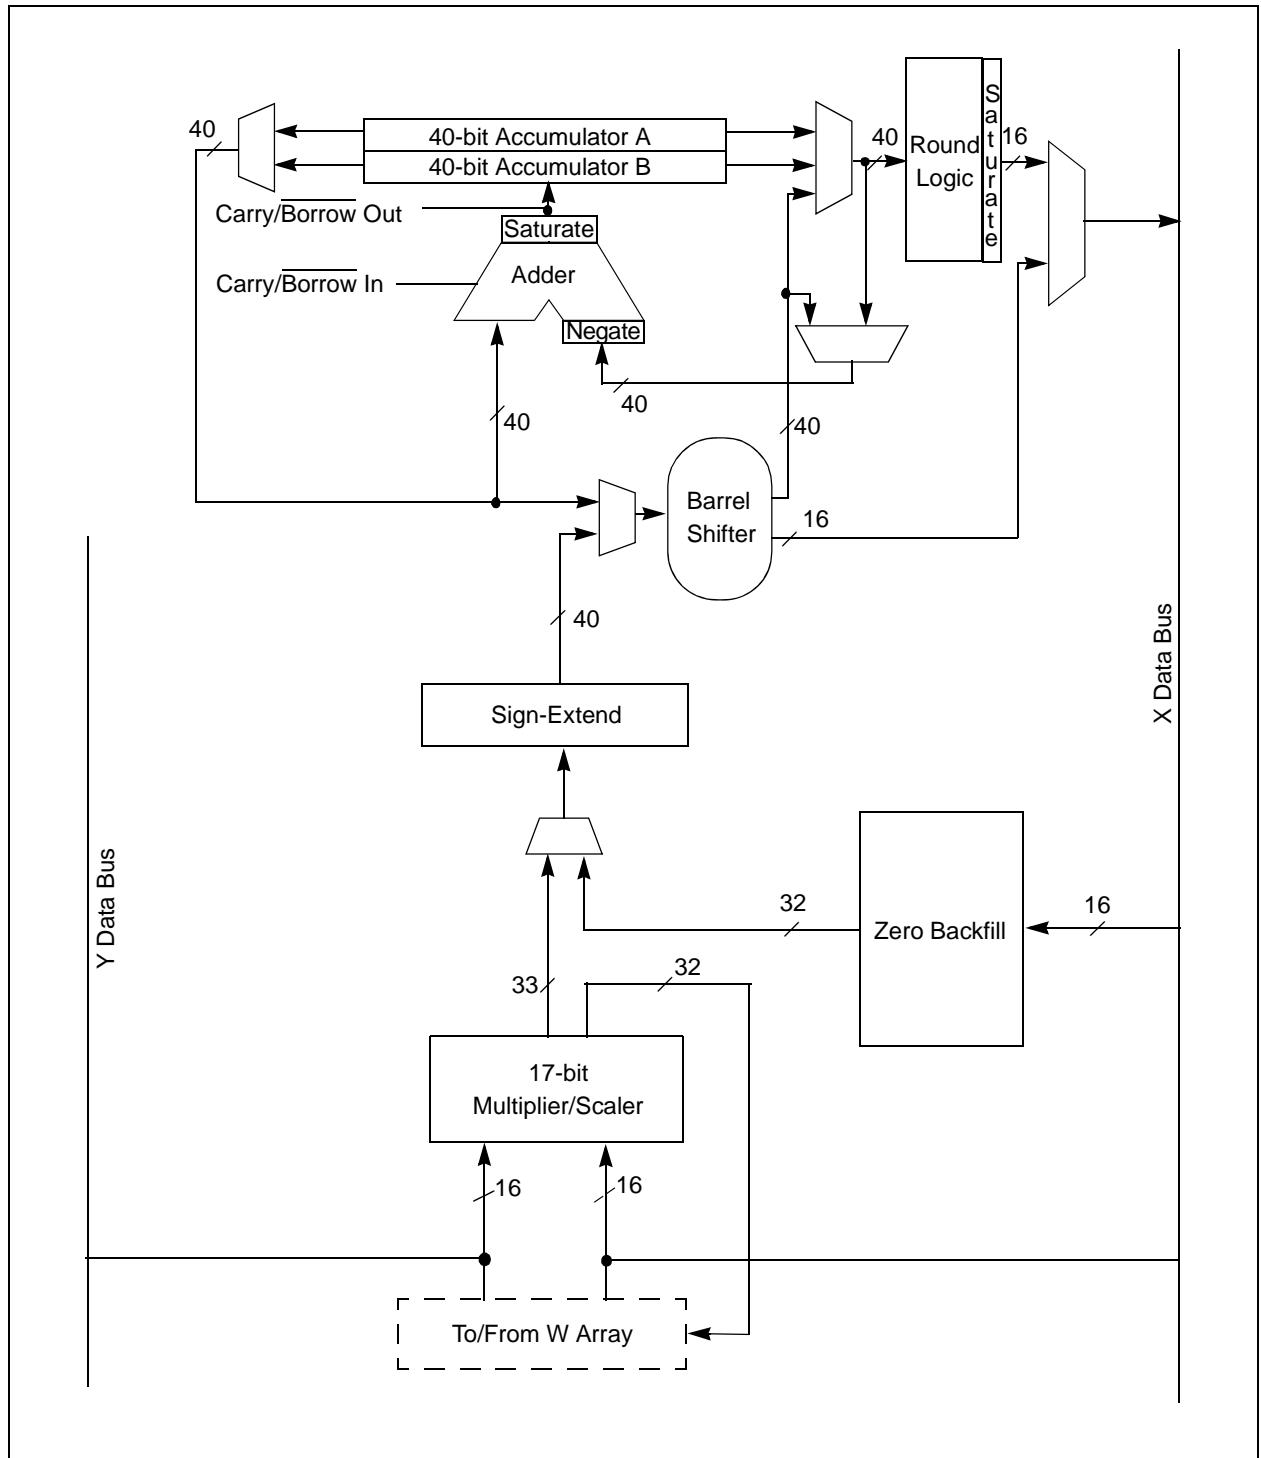 40
40-bit Accumulator A
40-bit Accumulator B
40
Round
Logic
Saturate
16
Carry/Borrow Out
Saturate
Carry/Borrow In
Adder
Negate
40
40
40
Barrel
Shifter
16
40
Sign-Extend
X Data Bus
Y Data Bus
32
Zero Backfill
16
33
32
17-bit
Multiplier/Scaler
16
16
To/From W Array